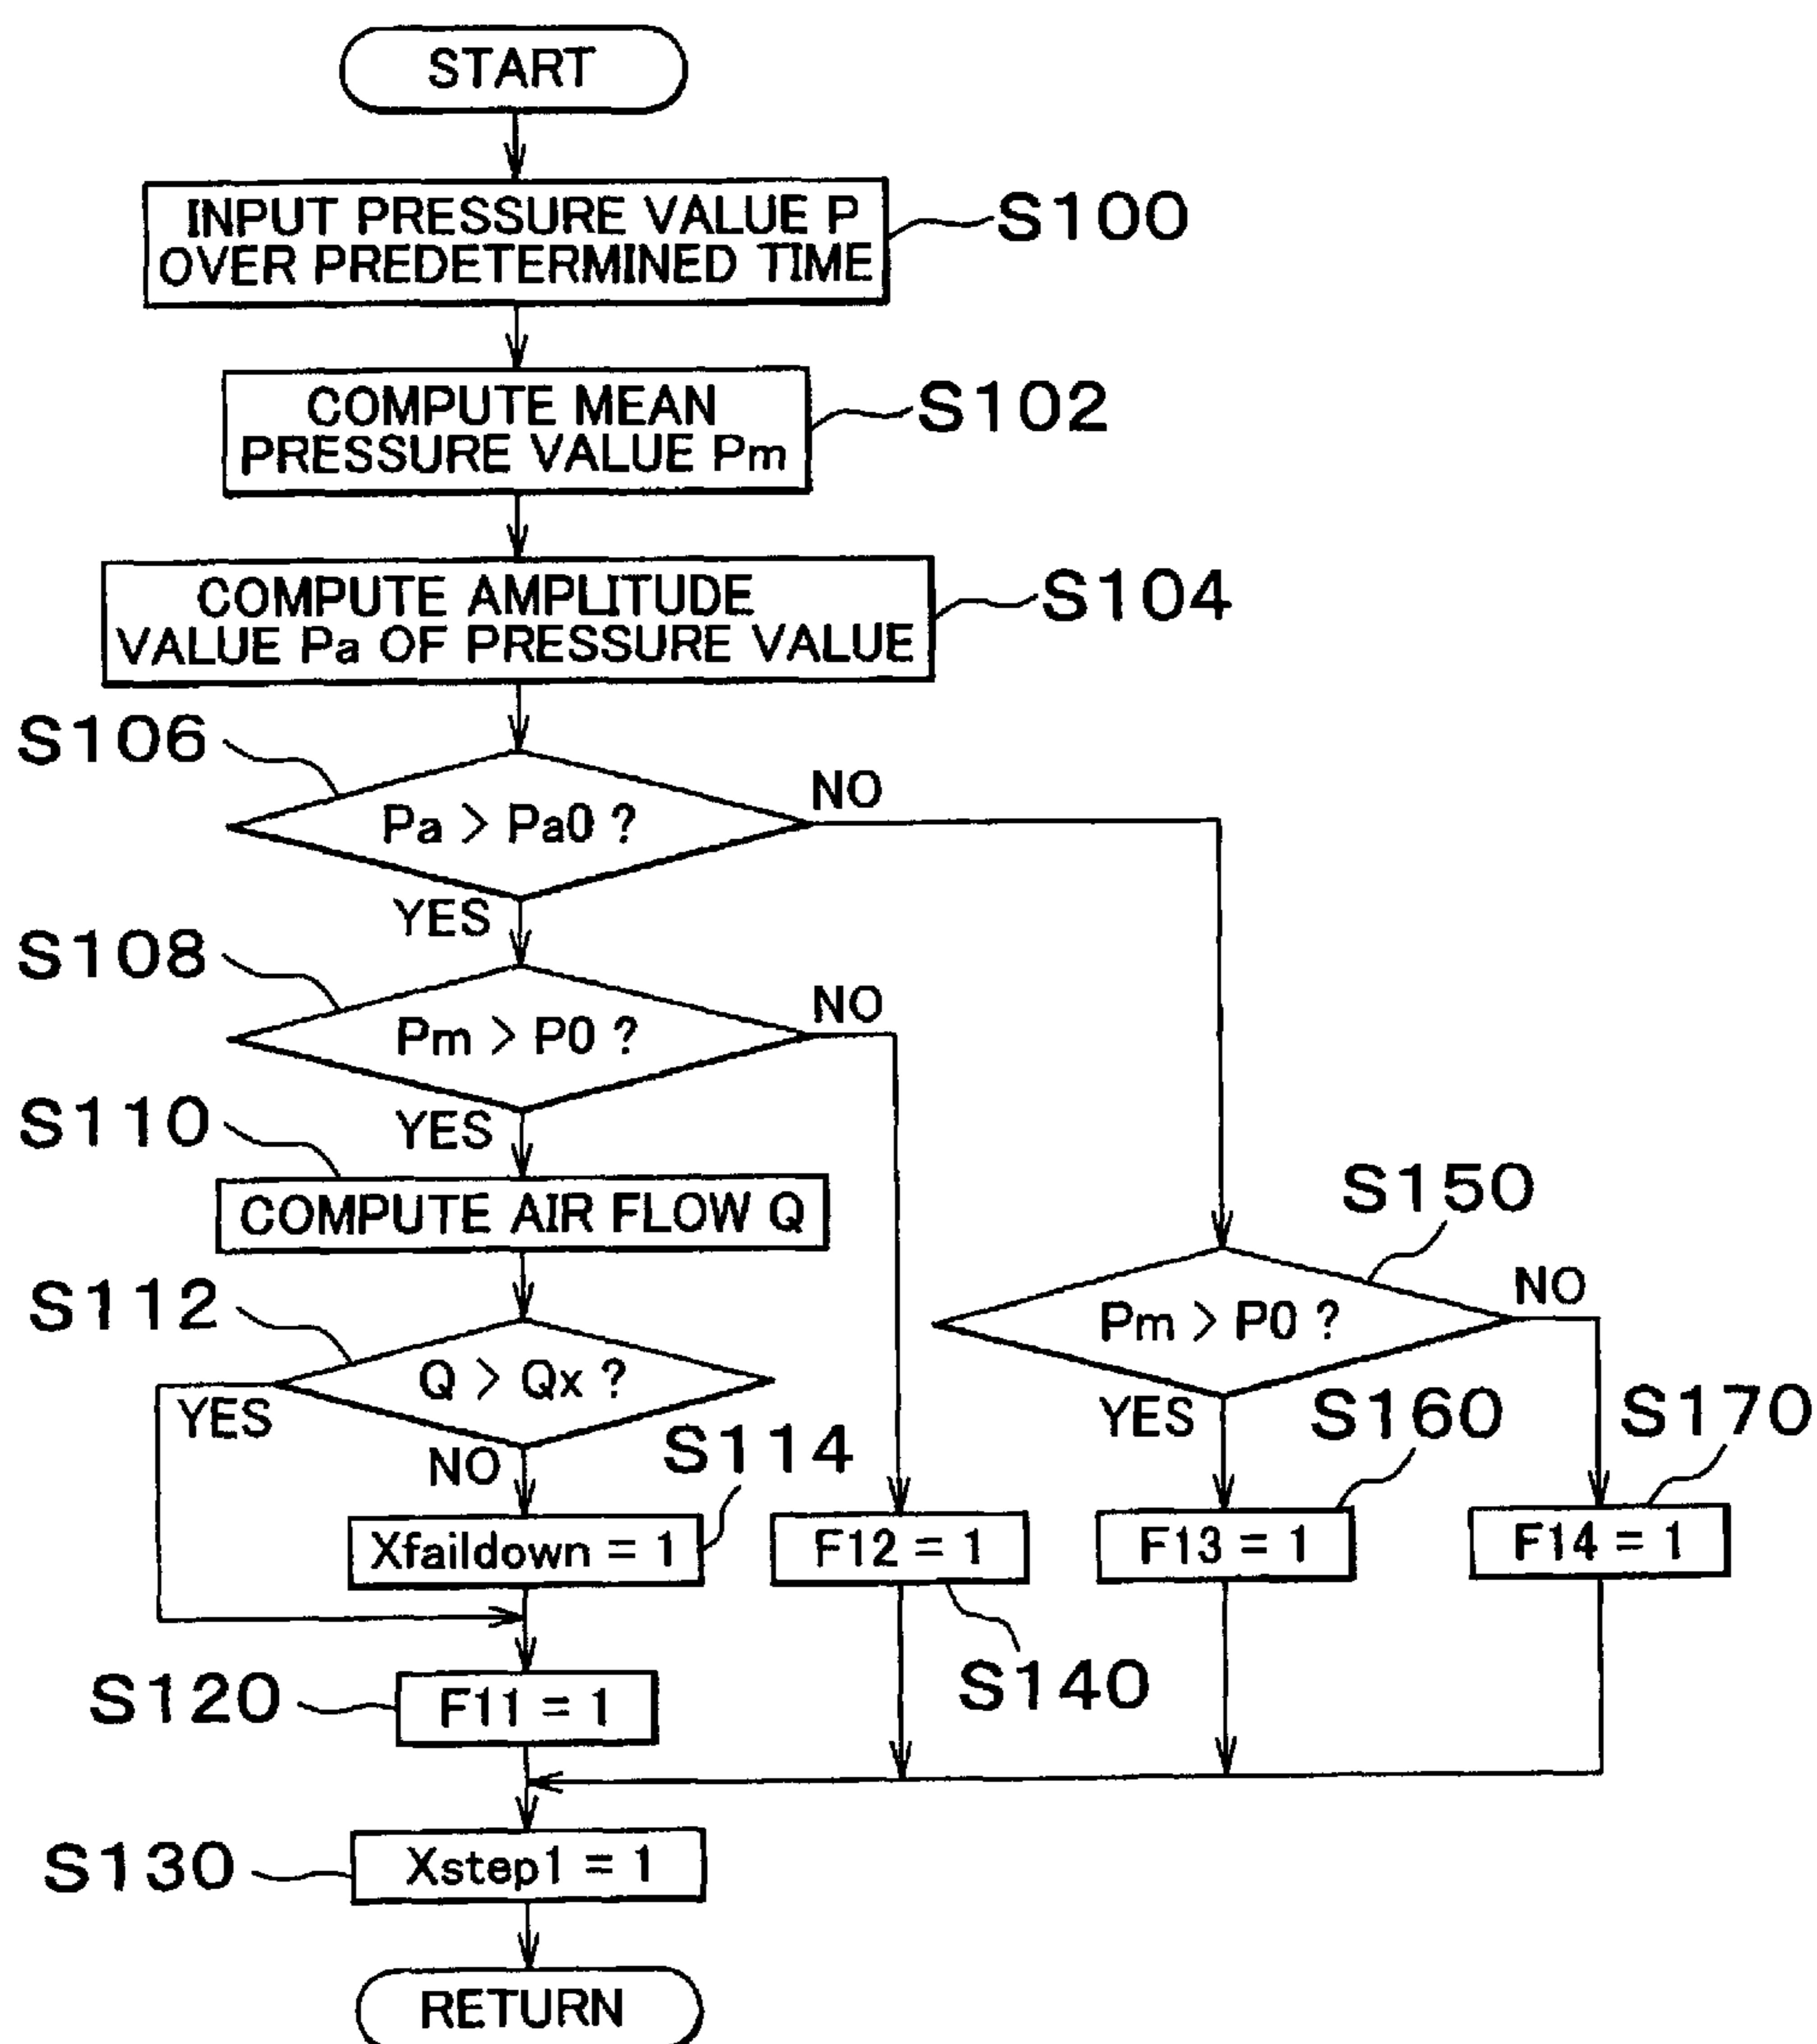 START
INPUT PRESSURE VALUE P
OVER PREDETERMINED TIME
S100
COMPUTE MEAN
PRESSURE VALUE Pm
S102
COMPUTE AMPLITUDE
VALUE Pa OF PRESSURE VALUE
S104
S106
Pa > Pa0 ?
NO
YES
S108
Pm > P0 ?
NO
YES
S110
COMPUTE AIR FLOW Q
S150
Pm > P0 ?
NO
YES
S112
Q > Qx ?
YES
NO
S114
S160
S170
Xfaildown = 1
F12 = 1
F13 = 1
F14 = 1
S140
S120
F11 = 1
S130
Xstep1 = 1
RETURN